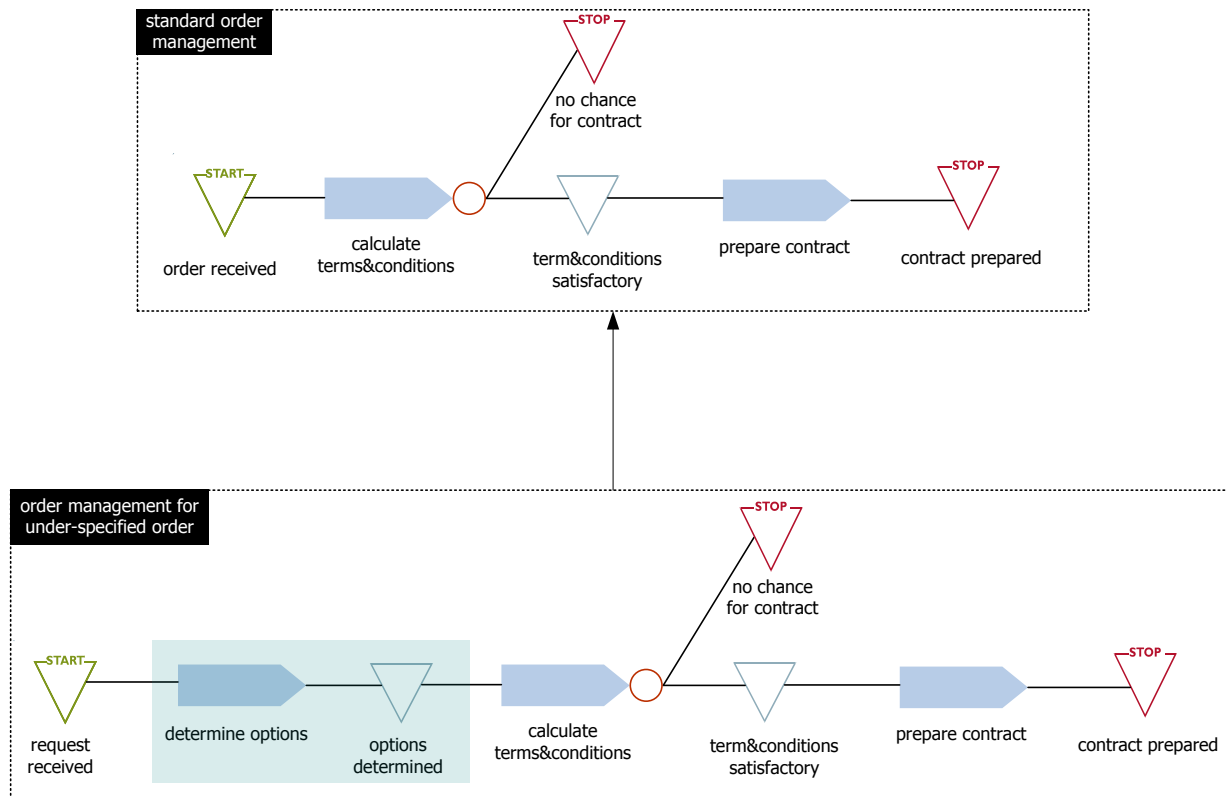 standard order
management
STOP
no chance
for contract
START
order received
calculate
terms&conditions
term&conditions
satisfactory
prepare contract
STOP
contract prepared
order management for
under-specified order
STOP
no chance
for contract
START
request
received
determine options
options
determined
calculate
terms&conditions
term&conditions
satisfactory
prepare contract
STOP
contract prepared